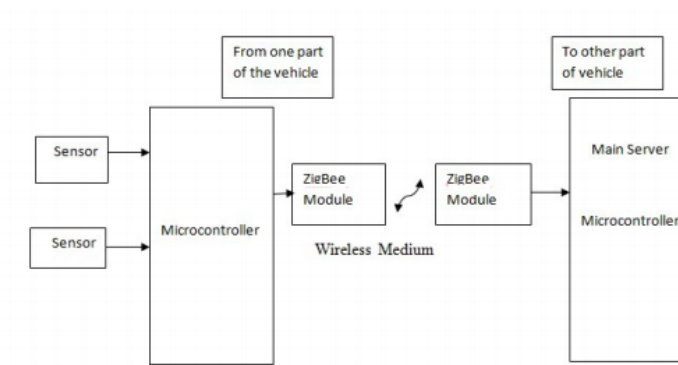 From one part
of the vehicle
To other part
of vehicle
Sensor
Sensor
Microcontroller
ZigBee
Module
Wireless Medium
ZigBee
Module
Main Server
Microcontroller